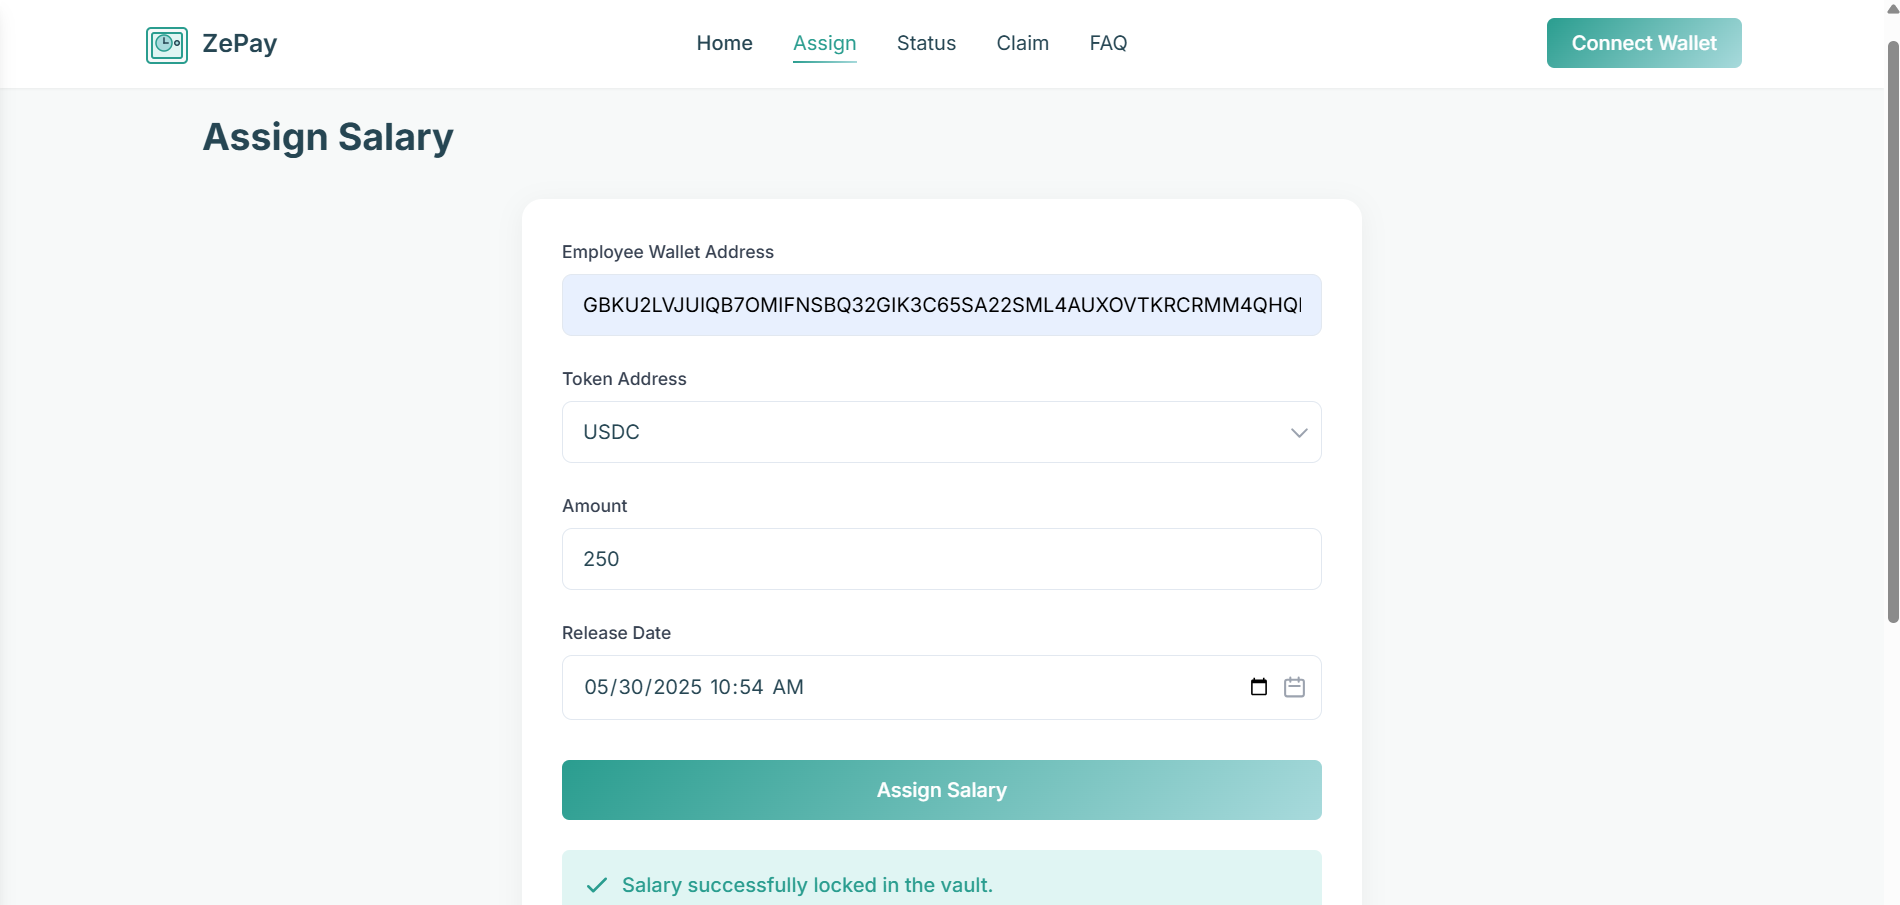 ZePay
Home Assign Status Claim FAQ
Connect Wallet
Assign Salary
Employee Wallet Address
GBKU2LVJUIQB7OMIFNSBQ32GIK3C65SA22SML4AUXOVTKRCRMM4QHQ
Token Address
USDC
Amount
250
Release Date
05/30/2025 10:54 AM
Assign Salary
Salary successfully locked in the vault.